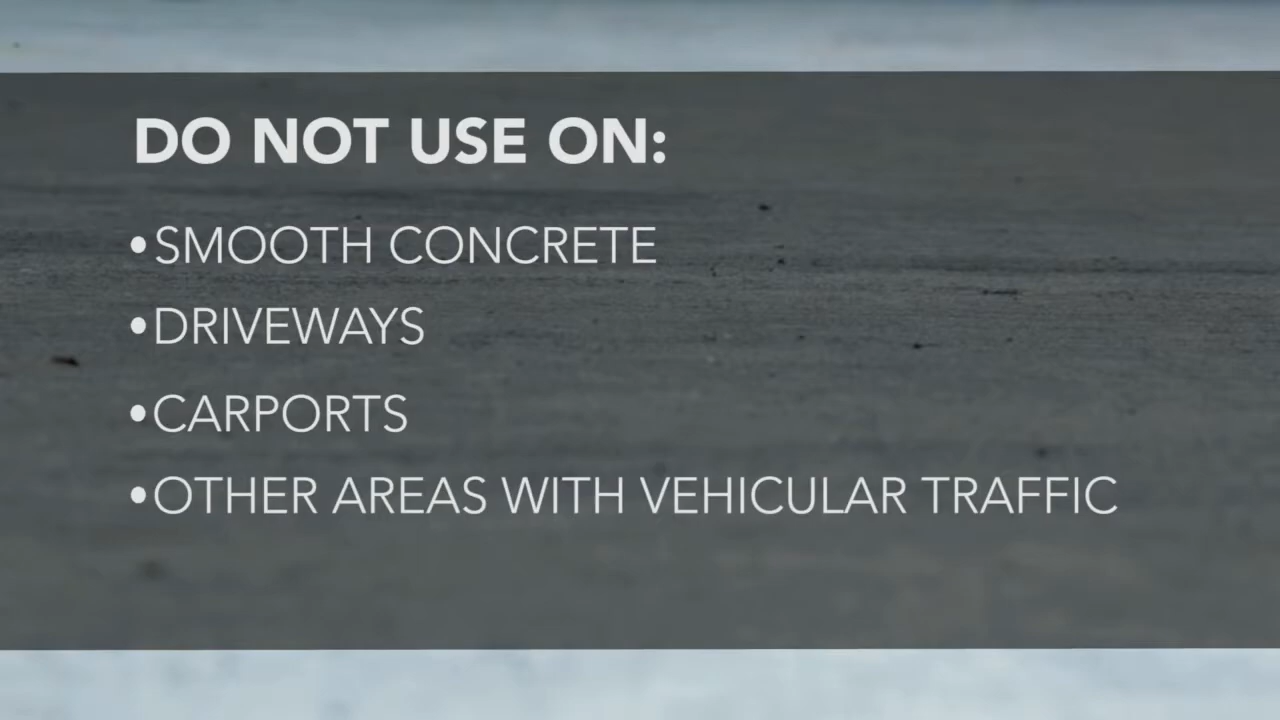 DO NOT USE ON:
•SMOOTH CONCRETE
•DRIVEWAYS
•CARPORTS
•OTHER AREAS WITH VEHICULAR TRAFFIC